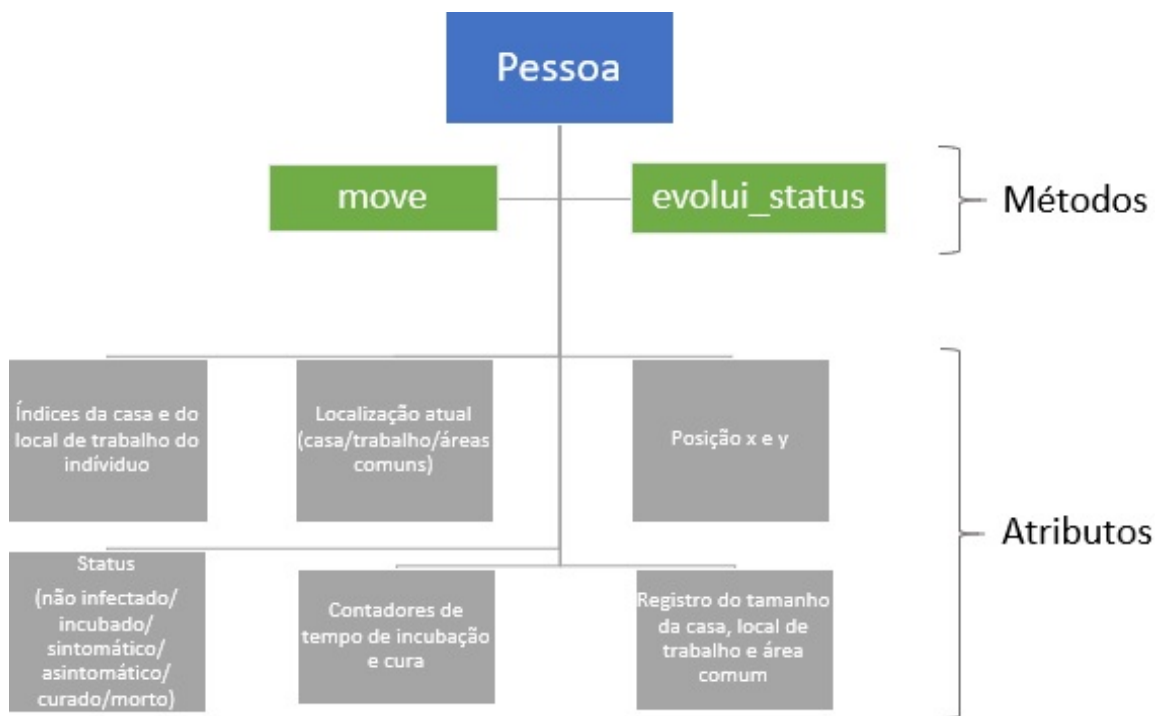 Pessoa
move
evolui_status
Métodos
Índices da casa e do
local de trabalho do
indíviduo
Localização atual
(casa/trabalho/áreas
comuns)
Posição x e y
Atributos
Status
(não infectado/
incubado/
sintomático/
asintomático/
curado/morto)
Contadores de
tempo de incubação
e cura
Registro do tamanho
da casa, local de
trabalho e área
comum